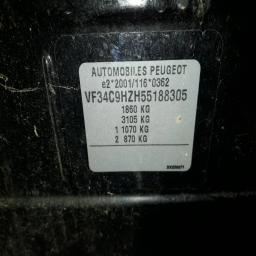 AUTOMOBILES PEUGEOT
e2*2001/116*0362
VF34C9HZH55188305
1860 KG
3105 KG
1 1070 KG
2 870 KG